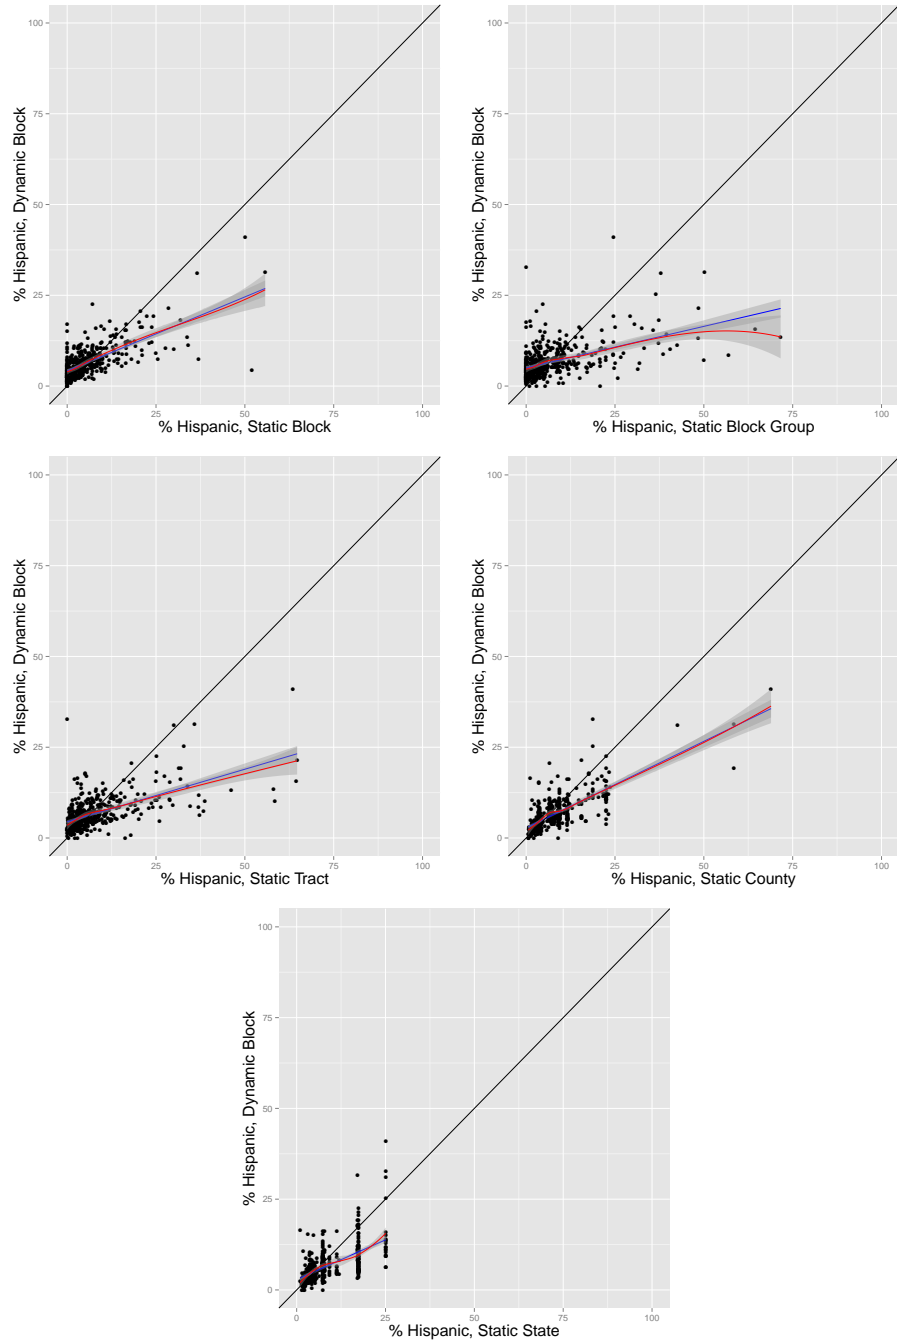 100
75
50
25
0
% Hispanic, Dynamic Block
0 25 50 75 100
% Hispanic, Static Block
100
75
50
25
0
% Hispanic, Dynamic Block
0 25 50 75 100
% Hispanic, Static Block Group
100
75
50
25
0
% Hispanic, Dynamic Block
0 25 50 75 100
% Hispanic, Static Tract
100
75
50
25
0
% Hispanic, Dynamic Block
0 25 50 75 100
% Hispanic, Static County
100
75
50
25
0
% Hispanic, Dynamic Block
0 25 50 75 100
% Hispanic, Static State